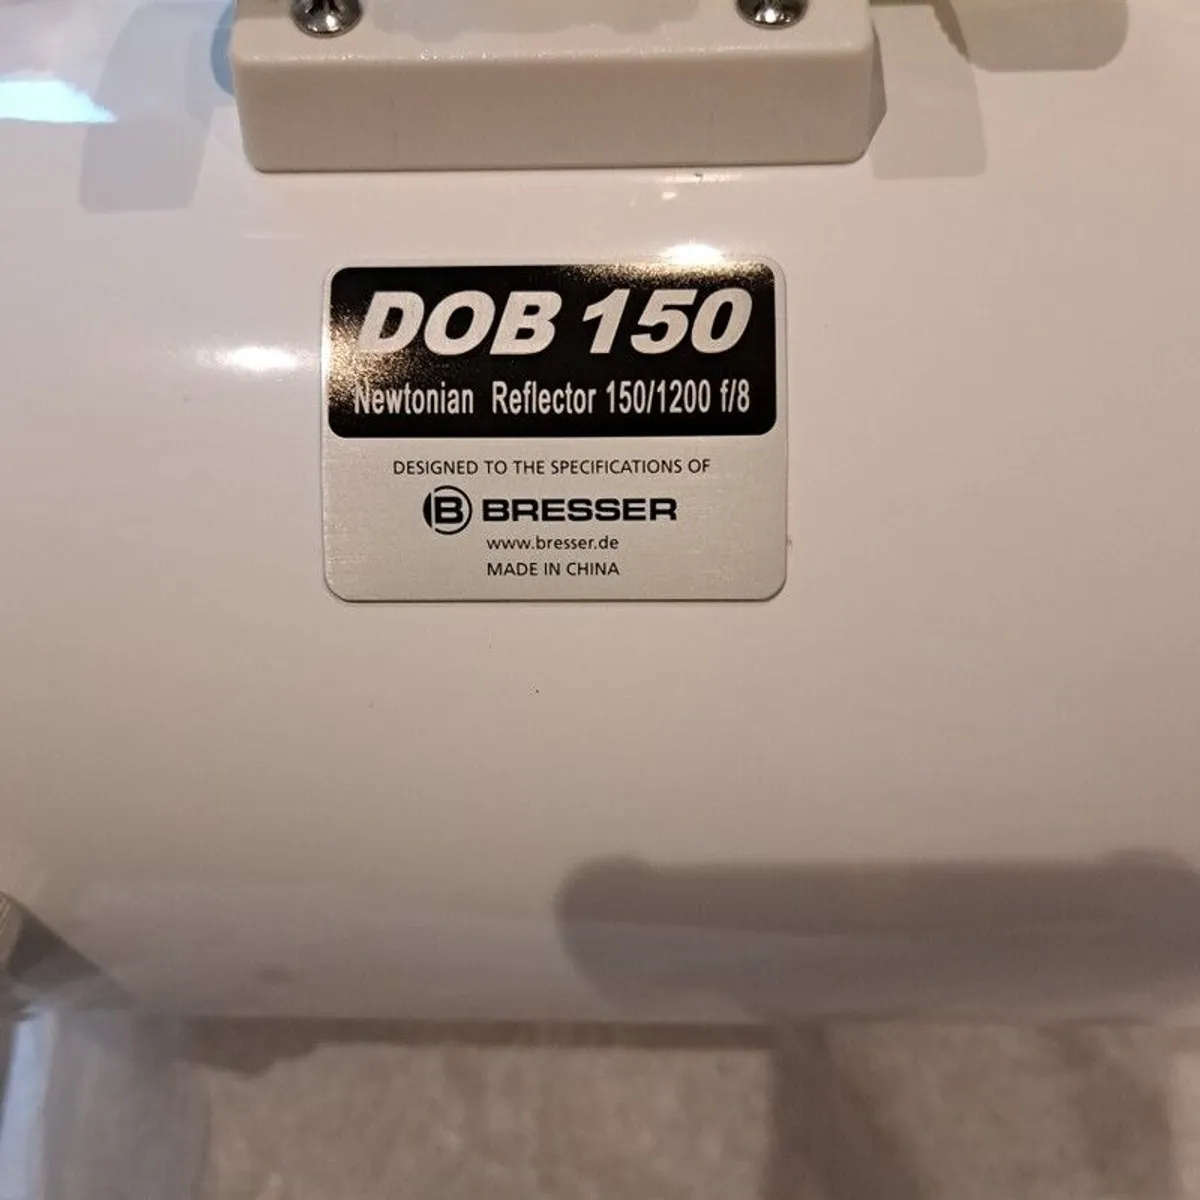 DOB 150
Newtonian Reflector 150/1200 f/8
DESIGNED TO THE SPECIFICATIONS OF
B BRESSER
www.bresser.de
MADE IN CHINA